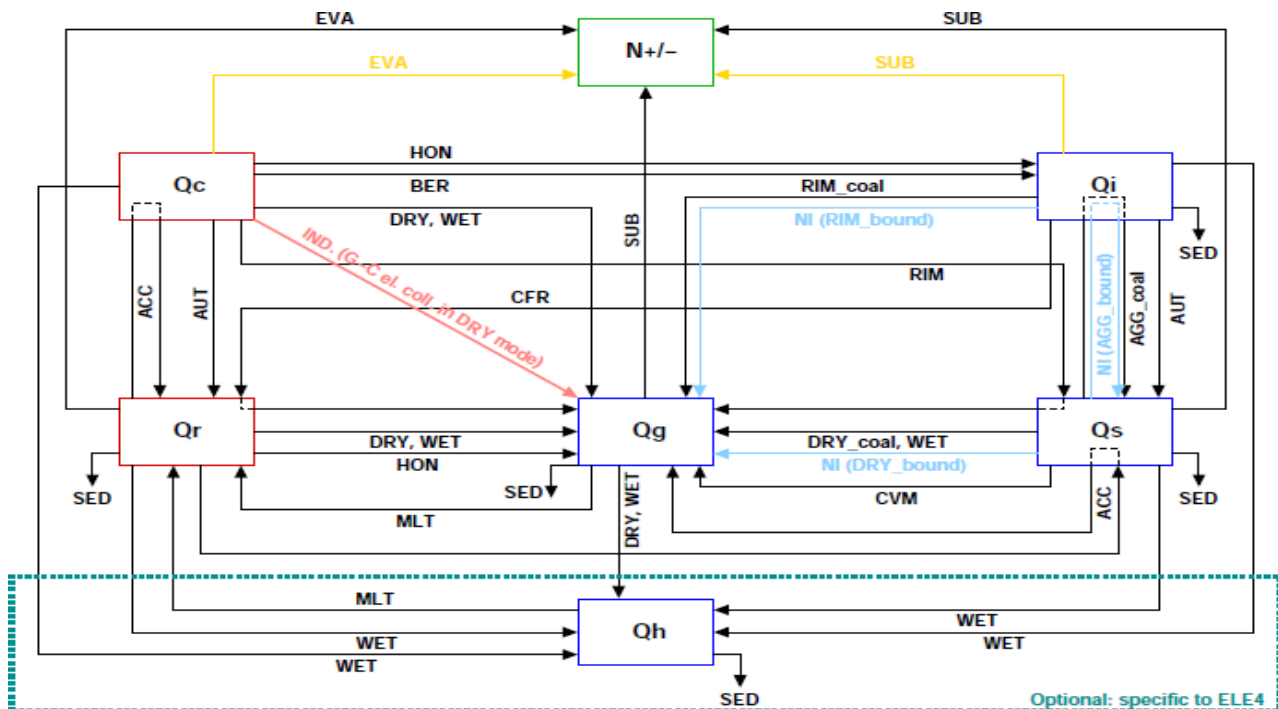 EVA
SUB
N+/−
EVA
SUB
HON
Qc
BER
RIM_coal
Qi
DRY, WET
NI (RIM_bound)
SUB
IND. (G−C el. coll. in DRY mode)
SED
RIM
ACC
AUT
CFR
NI (AGG_bound)
AGG_coal
AUT
Qr
Qg
Qs
DRY, WET
DRY_coal, WET
HON
NI (DRY_bound)
SED
SED
CVM
ACC
SED
MLT
DRY, WET
MLT
Qh
WET
WET
WET
WET
SED
Optional: specific to ELE4